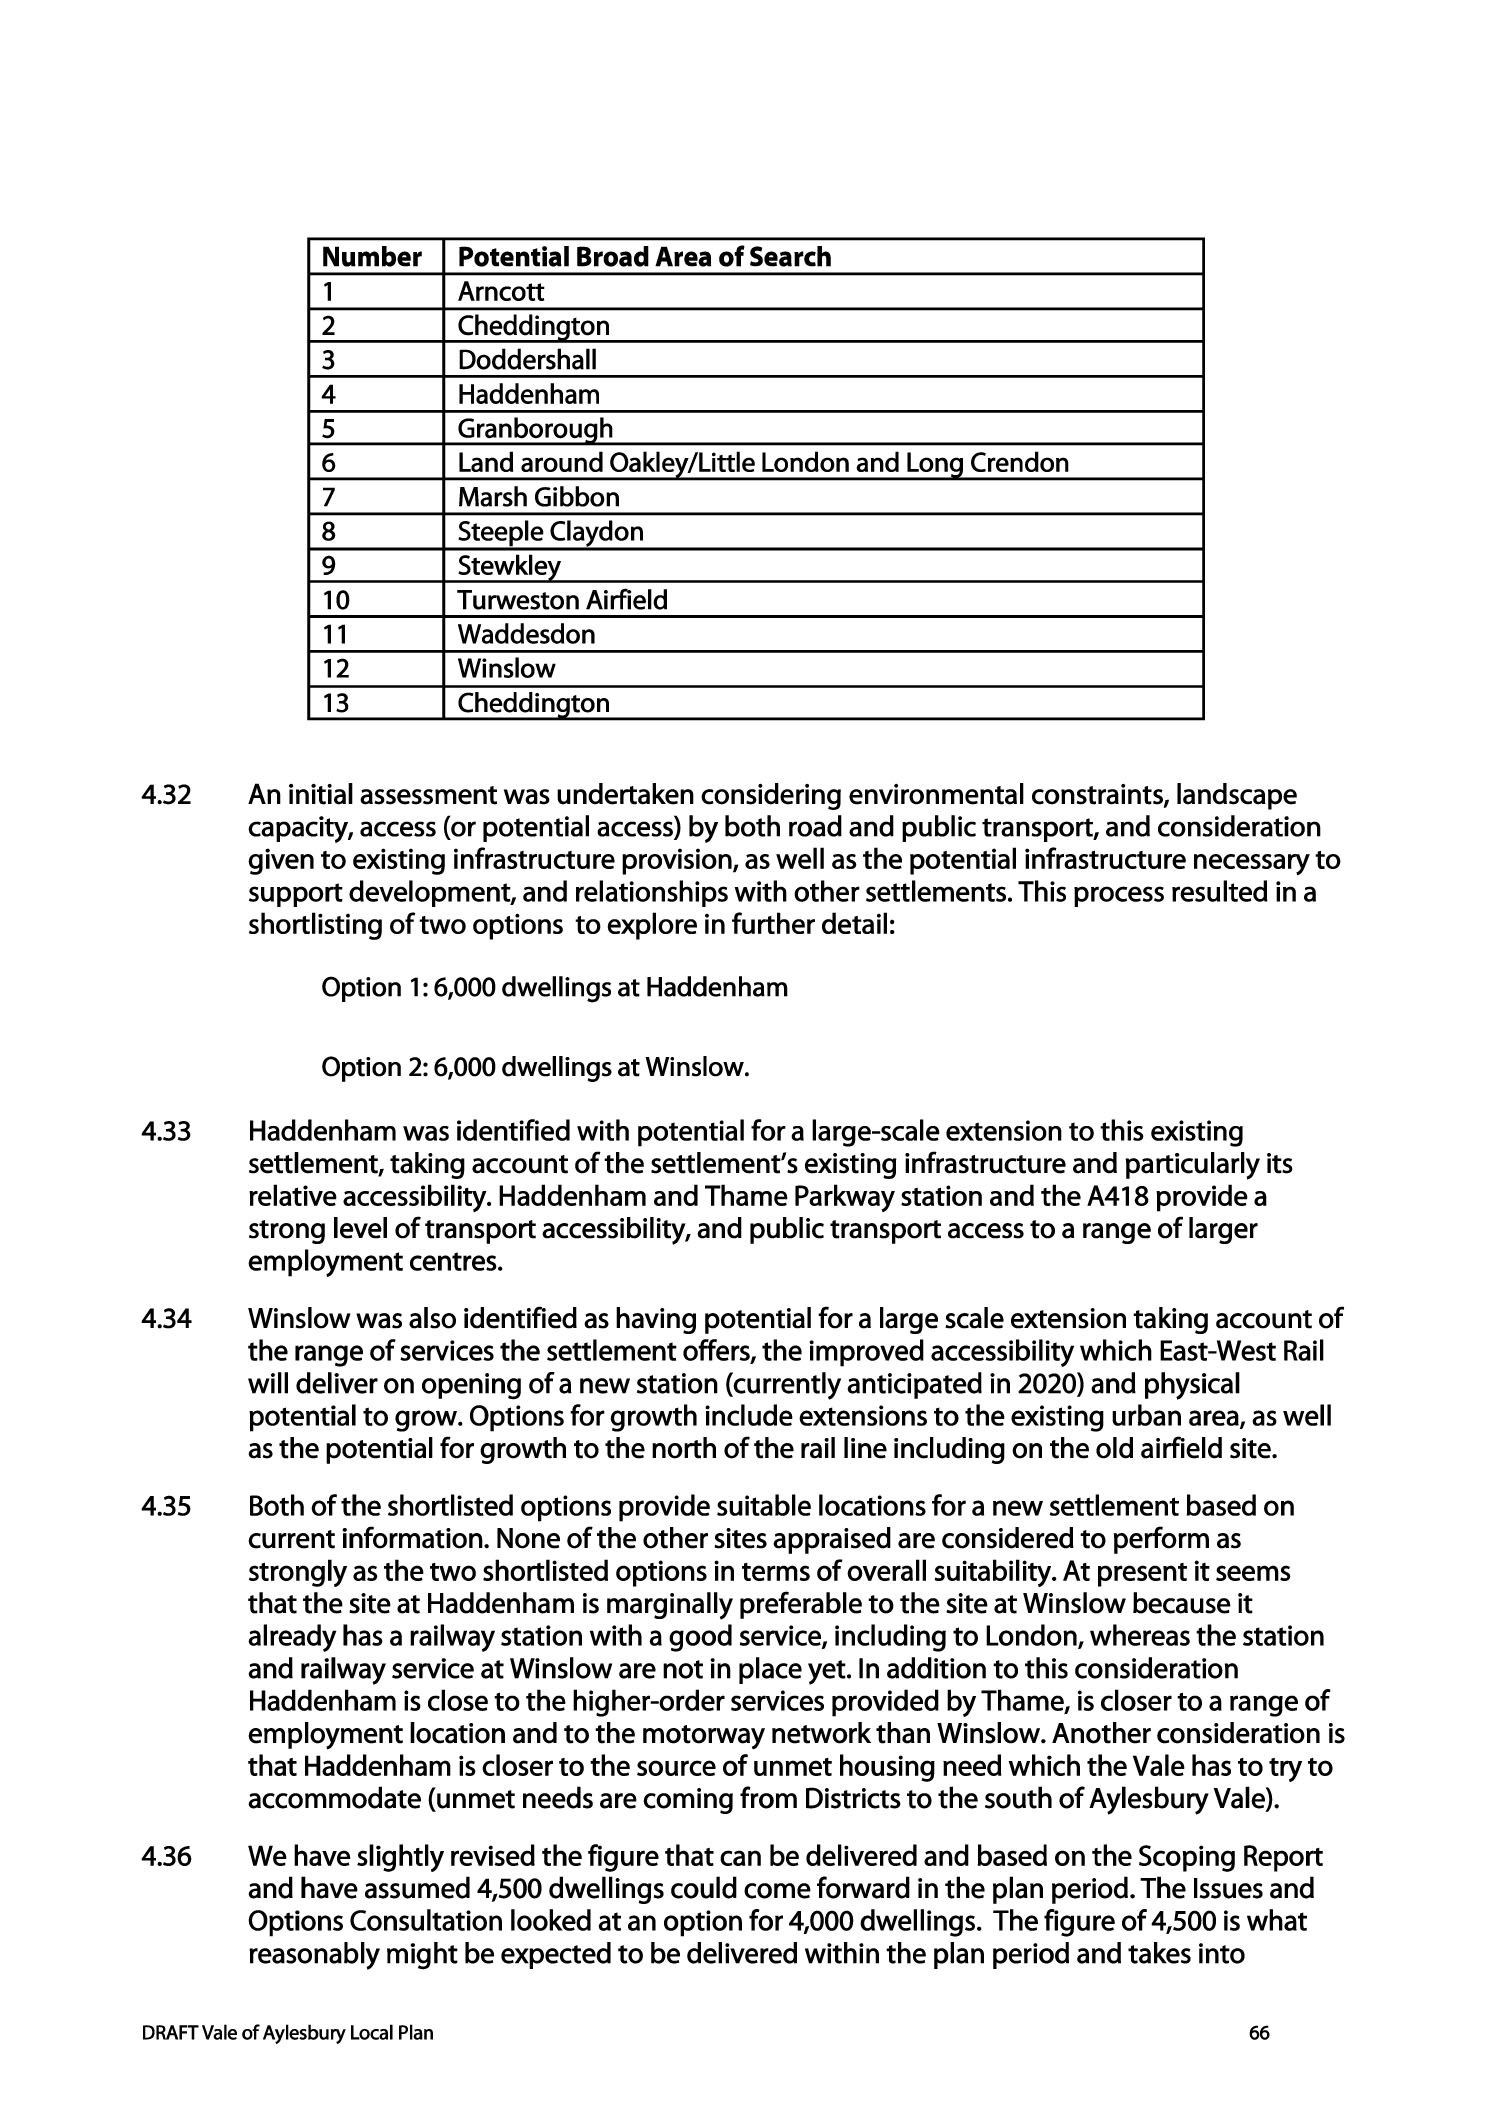 Number Potential Broad Area of Search
1 Arncott
2 Cheddington
3 Doddershall
4 Haddenham
5 Granborough
6 Land around Oakley/Little London and Long Crendon
7 Marsh Gibbon
8 Steeple Claydon
9 Stewkley
10 Turweston Airfield
11 Waddesdon
12 Winslow
13 Cheddington
4.32 An initial assessment was undertaken considering environmental constraints, landscape
capacity, access (or potential access) by both road and public transport, and consideration
given to existing infrastructure provision, as well as the potential infrastructure necessary to
support development, and relationships with other settlements. This process resulted in a
shortlisting of two options  to explore in further detail:
Option 1: 6,000 dwellings at Haddenham
Option 2: 6,000 dwellings at Winslow.
4.33 Haddenham was identified with potential for a large-scale extension to this existing
settlement, taking account of the settlement’s existing infrastructure and particularly its
relative accessibility. Haddenham and Thame Parkway station and the A418 provide a
strong level of transport accessibility, and public transport access to a range of larger
employment centres.
4.34 Winslow was also identified as having potential for a large scale extension taking account of
the range of services the settlement offers, the improved accessibility which East-West Rail
will deliver on opening of a new station (currently anticipated in 2020) and physical
potential to grow. Options for growth include extensions to the existing urban area, as well
as the potential for growth to the north of the rail line including on the old airfield site.
4.35 Both of the shortlisted options provide suitable locations for a new settlement based on
current information. None of the other sites appraised are considered to perform as
strongly as the two shortlisted options in terms of overall suitability. At present it seems
that the site at Haddenham is marginally preferable to the site at Winslow because it
already has a railway station with a good service, including to London, whereas the station
and railway service at Winslow are not in place yet. In addition to this consideration
Haddenham is close to the higher-order services provided by Thame, is closer to a range of
employment location and to the motorway network than Winslow. Another consideration is
that Haddenham is closer to the source of unmet housing need which the Vale has to try to
accommodate (unmet needs are coming from Districts to the south of Aylesbury Vale).
4.36 We have slightly revised the figure that can be delivered and based on the Scoping Report
and have assumed 4,500 dwellings could come forward in the plan period. The Issues and
Options Consultation looked at an option for 4,000 dwellings.  The figure of 4,500 is what
reasonably might be expected to be delivered within the plan period and takes into
DRAFT Vale of Aylesbury Local Plan 66